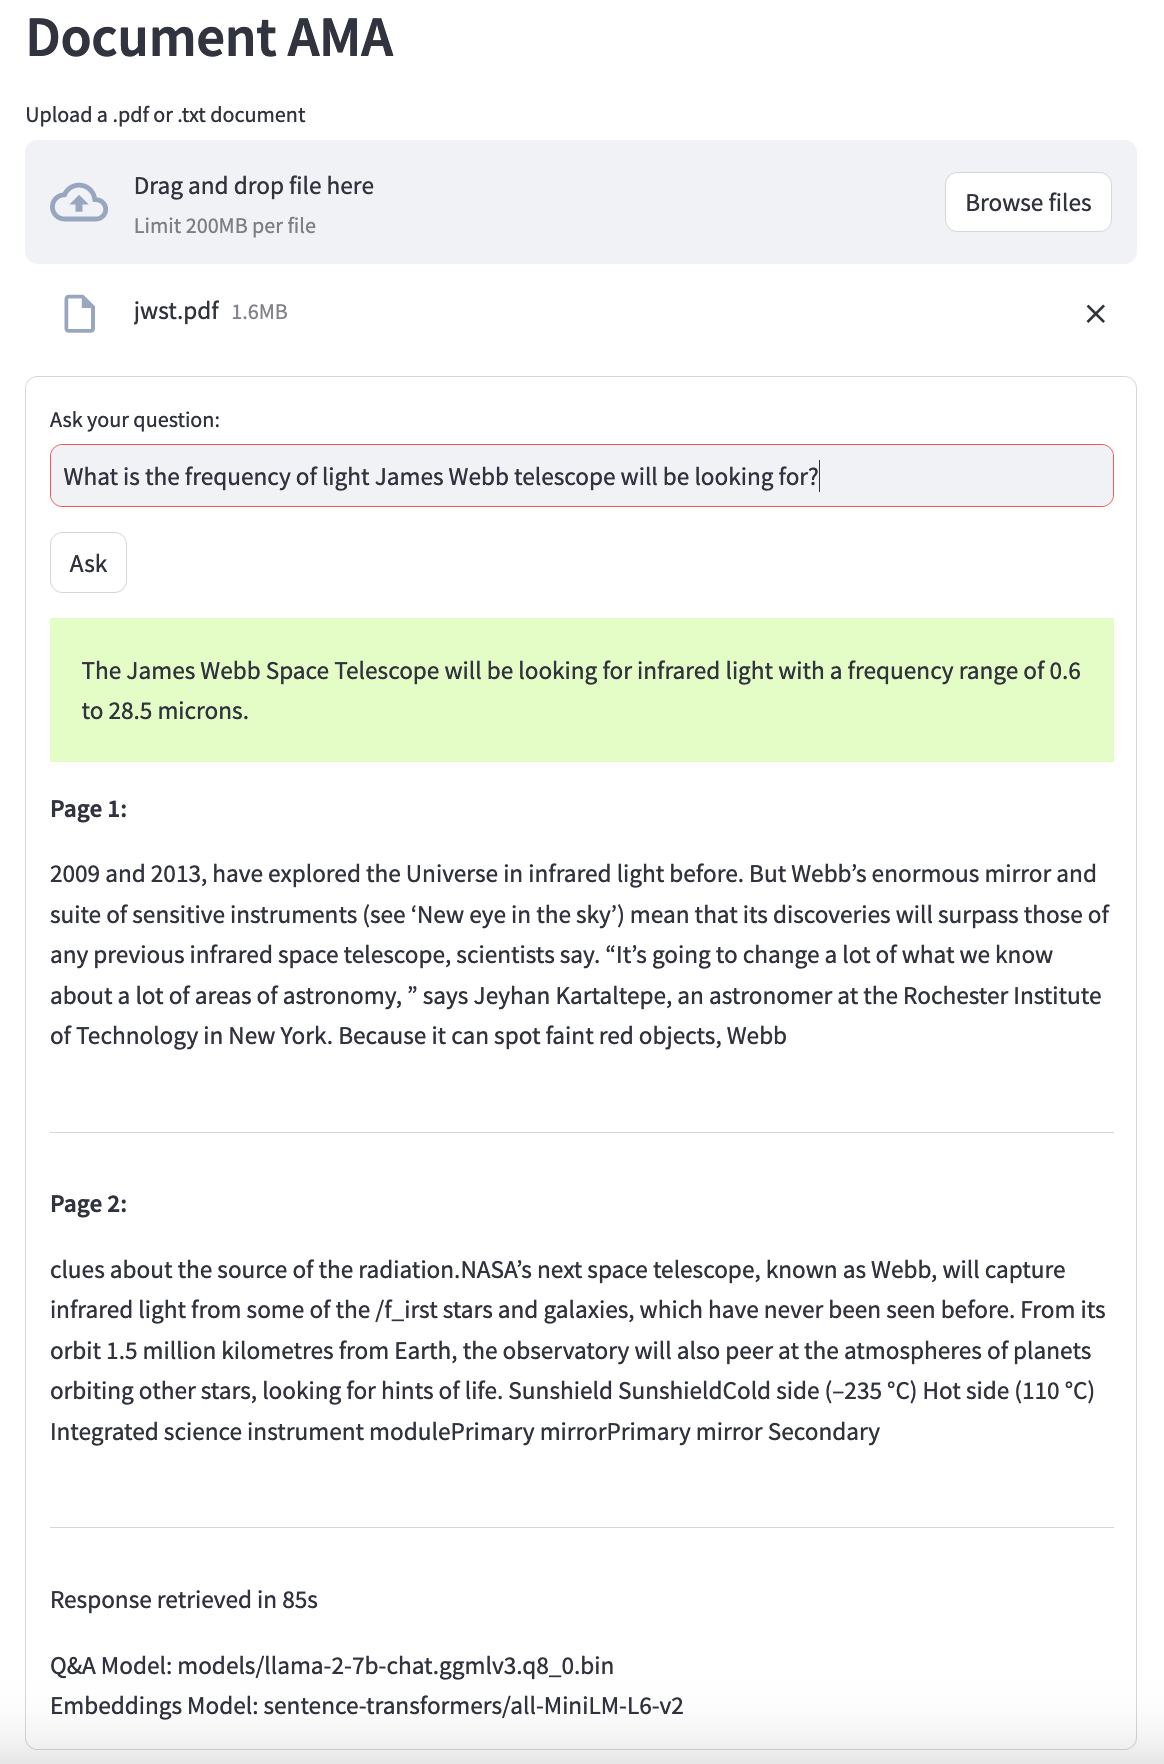 Document AMA
Upload a .pdf or .txt document
Drag and drop file here
Limit 200MB per file
Browse files
jwst.pdf 1.6MB
Ask your question:
What is the frequency of light James Webb telescope will be looking for?
Ask
The James Webb Space Telescope will be looking for infrared light with a frequency range of 0.6
to 28.5 microns.
Page 1:
2009 and 2013, have explored the Universe in infrared light before. But Webb’s enormous mirror and
suite of sensitive instruments (see ‘New eye in the sky’) mean that its discoveries will surpass those of
any previous infrared space telescope, scientists say. “It’s going to change a lot of what we know
about a lot of areas of astronomy, ” says Jeyhan Kartaltepe, an astronomer at the Rochester Institute
of Technology in New York. Because it can spot faint red objects, Webb
Page 2:
clues about the source of the radiation.NASA’s next space telescope, known as Webb, will capture
infrared light from some of the /f_irst stars and galaxies, which have never been seen before. From its
orbit 1.5 million kilometres from Earth, the observatory will also peer at the atmospheres of planets
orbiting other stars, looking for hints of life. Sunshield SunshieldCold side (–235 °C) Hot side (110 °C)
Integrated science instrument modulePrimary mirrorPrimary mirror Secondary
Response retrieved in 85s
Q&A Model: models/llama-2-7b-chat.ggmlv3.q8_0.bin
Embeddings Model: sentence-transformers/all-MiniLM-L6-v2